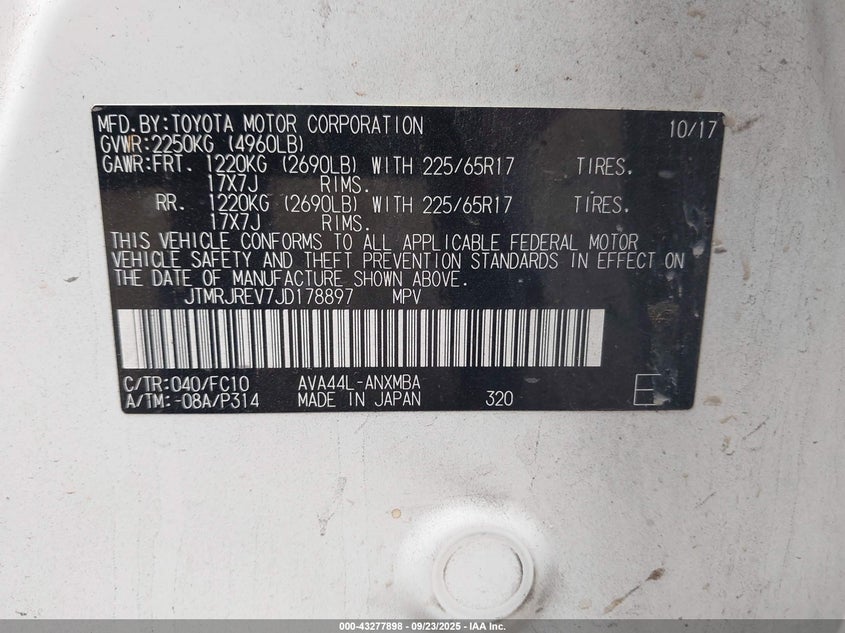 MFD.BY:TOYOTA MOTOR CORPORATION 10/17
GVWR:2250KG (4960LB)
GAWR:FRT. 1220KG (2690LB) WITH 225/65R17 TIRES.
17X7J RIMS.
RR. 1220KG (2690LB) WITH 225/65R17 TIRES.
17X7J RIMS.
THIS VEHICLE CONFORMS TO ALL APPLICABLE FEDERAL MOTOR
VEHICLE SAFETY AND THEFT PREVENTION STANDARDS IN EFFECT ON
THE DATE OF MANUFACTURE SHOWN ABOVE.
JTMRJREV7JD178897 MPV
C/TR:040/FC10 AVA44L-ANXMBA E
A/TM:-08A/P314 MADE IN JAPAN 320
000-43277898 - 09/23/2025 - IAA Inc.